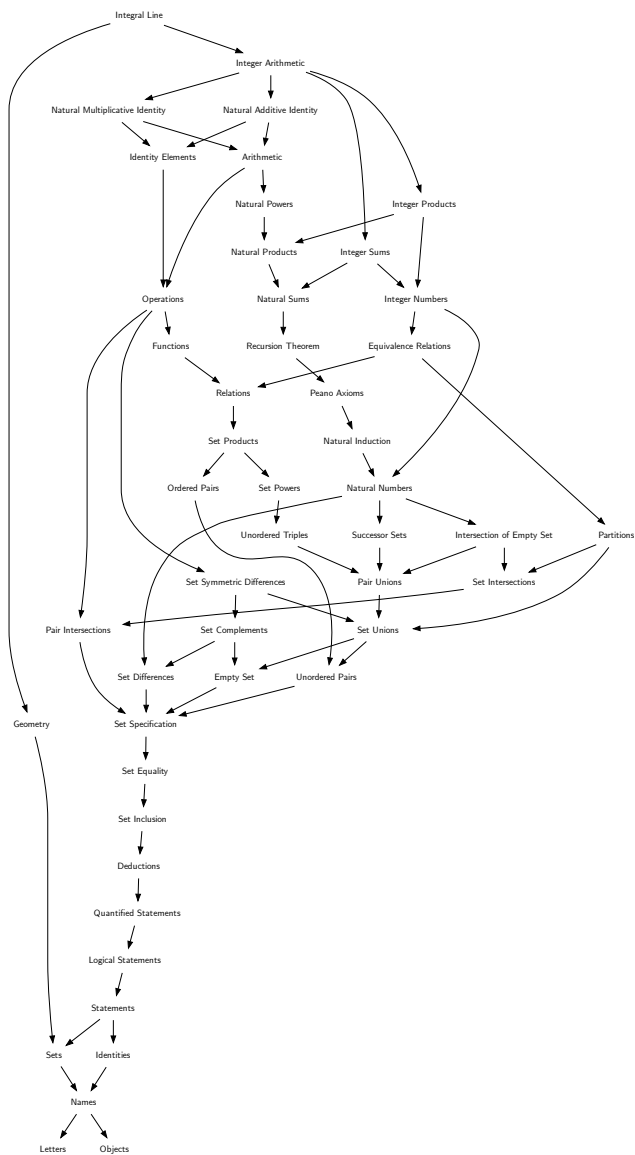 Integral Line
Integer Arithmetic
Natural Multiplicative Identity
Natural Additive Identity
Identity Elements
Arithmetic
Natural Powers
Integer Products
Natural Products
Integer Sums
Operations
Natural Sums
Integer Numbers
Functions
Recursion Theorem
Equivalence Relations
Relations
Peano Axioms
Set Products
Natural Induction
Ordered Pairs
Set Powers
Natural Numbers
Unordered Triples
Successor Sets
Intersection of Empty Set
Partitions
Set Symmetric Differences
Pair Unions
Set Intersections
Pair Intersections
Set Complements
Set Unions
Set Differences
Empty Set
Unordered Pairs
Geometry
Set Specification
Set Equality
Set Inclusion
Deductions
Quantified Statements
Logical Statements
Statements
Sets
Identities
Names
Letters
Objects